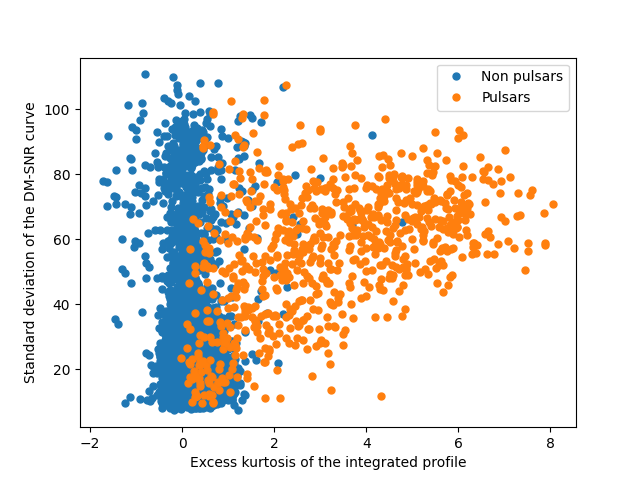 Non pulsars
Pulsars
100
80
60
40
20
Standard deviation of the DM-SNR curve
−2
0
2
4
6
8
Excess kurtosis of the integrated profile